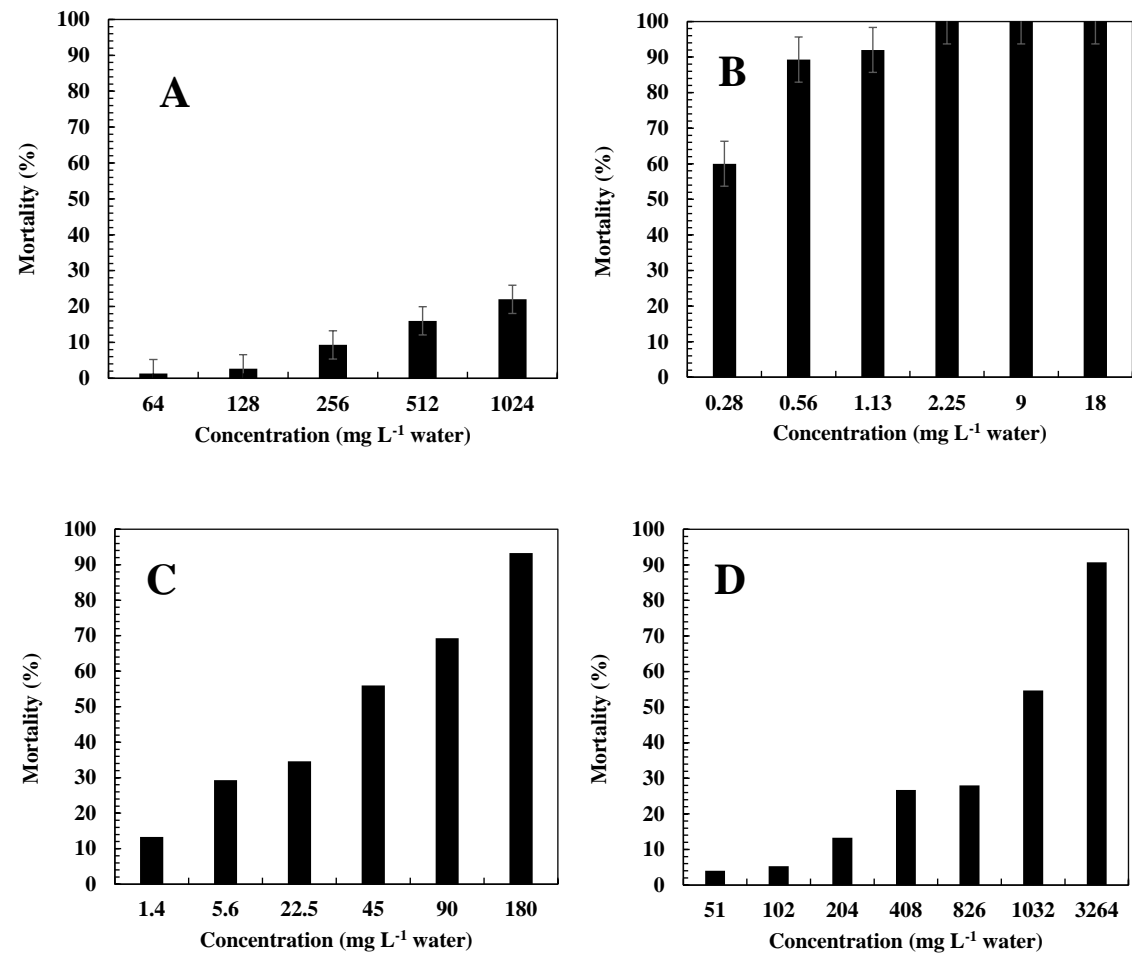 A
Mortality (%)
100
90
80
70
60
50
40
30
20
10
0
64 128 256 512 1024
Concentration (mg L-1 water)
B
Mortality (%)
100
90
80
70
60
50
40
30
20
10
0
0.28 0.56 1.13 2.25 9 18
Concentration (mg L-1 water)
C
Mortality (%)
100
90
80
70
60
50
40
30
20
10
0
1.4 5.6 22.5 45 90 180
Concentration (mg L-1 water)
D
Mortality (%)
100
90
80
70
60
50
40
30
20
10
0
51 102 204 408 826 1032 3264
Concentration (mg L-1 water)